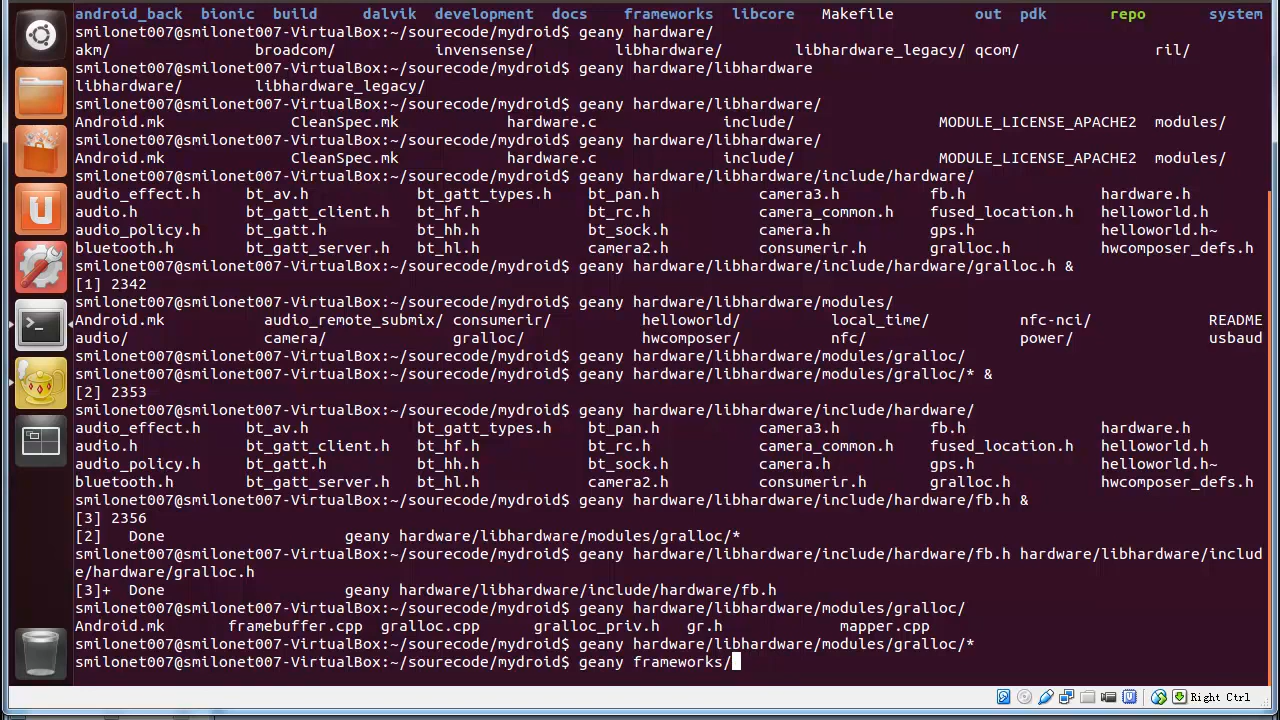 android_back bionic build dalvik development docs frameworks libcore Makefile out pdk repo system
smilonet007@smilonet007-VirtualBox:~/sourecode/mydroid$ geany hardware/
akm/ broadcom/ invensense/ libhardware/ libhardware_legacy/ qcom/ ril/
smilonet007@smilonet007-VirtualBox:~/sourecode/mydroid$ geany hardware/libhardware
libhardware/ libhardware_legacy/
smilonet007@smilonet007-VirtualBox:~/sourecode/mydroid$ geany hardware/libhardware/
Android.mk CleanSpec.mk hardware.c include/ MODULE_LICENSE_APACHE2 modules/
smilonet007@smilonet007-VirtualBox:~/sourecode/mydroid$ geany hardware/libhardware/
Android.mk CleanSpec.mk hardware.c include/ MODULE_LICENSE_APACHE2 modules/
smilonet007@smilonet007-VirtualBox:~/sourecode/mydroid$ geany hardware/libhardware/include/hardware/
audio_effect.h bt_av.h bt_gatt_types.h bt_pan.h camera3.h fb.h hardware.h
audio.h bt_gatt_client.h bt_hf.h bt_rc.h camera_common.h fused_location.h helloworld.h
audio_policy.h bt_gatt.h bt_hh.h bt_sock.h camera.h gps.h helloworld.h~
bluetooth.h bt_gatt_server.h bt_hl.h camera2.h consumerir.h gralloc.h hwcomposer_defs.h
smilonet007@smilonet007-VirtualBox:~/sourecode/mydroid$ geany hardware/libhardware/include/hardware/gralloc.h &
[1] 2342
smilonet007@smilonet007-VirtualBox:~/sourecode/mydroid$ geany hardware/libhardware/modules/
Android.mk audio_remote_submix/ consumerir/ helloworld/ local_time/ nfc-nci/ README
audio/ camera/ gralloc/ hwcomposer/ nfc/ power/ usbaud
smilonet007@smilonet007-VirtualBox:~/sourecode/mydroid$ geany hardware/libhardware/modules/gralloc/
smilonet007@smilonet007-VirtualBox:~/sourecode/mydroid$ geany hardware/libhardware/modules/gralloc/* &
[2] 2353
smilonet007@smilonet007-VirtualBox:~/sourecode/mydroid$ geany hardware/libhardware/include/hardware/
audio_effect.h bt_av.h bt_gatt_types.h bt_pan.h camera3.h fb.h hardware.h
audio.h bt_gatt_client.h bt_hf.h bt_rc.h camera_common.h fused_location.h helloworld.h
audio_policy.h bt_gatt.h bt_hh.h bt_sock.h camera.h gps.h helloworld.h~
bluetooth.h bt_gatt_server.h bt_hl.h camera2.h consumerir.h gralloc.h hwcomposer_defs.h
smilonet007@smilonet007-VirtualBox:~/sourecode/mydroid$ geany hardware/libhardware/include/hardware/fb.h &
[3] 2356
[2] Done geany hardware/libhardware/modules/gralloc/*
smilonet007@smilonet007-VirtualBox:~/sourecode/mydroid$ geany hardware/libhardware/include/hardware/fb.h hardware/libhardware/includ
e/hardware/gralloc.h
[3]+ Done geany hardware/libhardware/include/hardware/fb.h
smilonet007@smilonet007-VirtualBox:~/sourecode/mydroid$ geany hardware/libhardware/modules/gralloc/
Android.mk framebuffer.cpp gralloc.cpp gralloc_priv.h gr.h mapper.cpp
smilonet007@smilonet007-VirtualBox:~/sourecode/mydroid$ geany hardware/libhardware/modules/gralloc/*
smilonet007@smilonet007-VirtualBox:~/sourecode/mydroid$ geany frameworks/
Right Ctrl